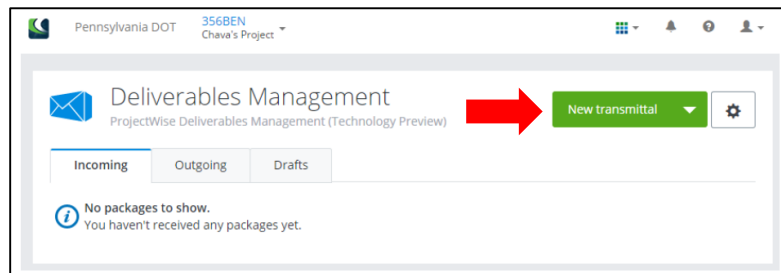 Pennsylvania DOT
356BEN
Chava's Project
Deliverables Management
ProjectWise Deliverables Management (Technology Preview)
New transmittal
Incoming
Outgoing
Drafts
No packages to show.
You haven't received any packages yet.